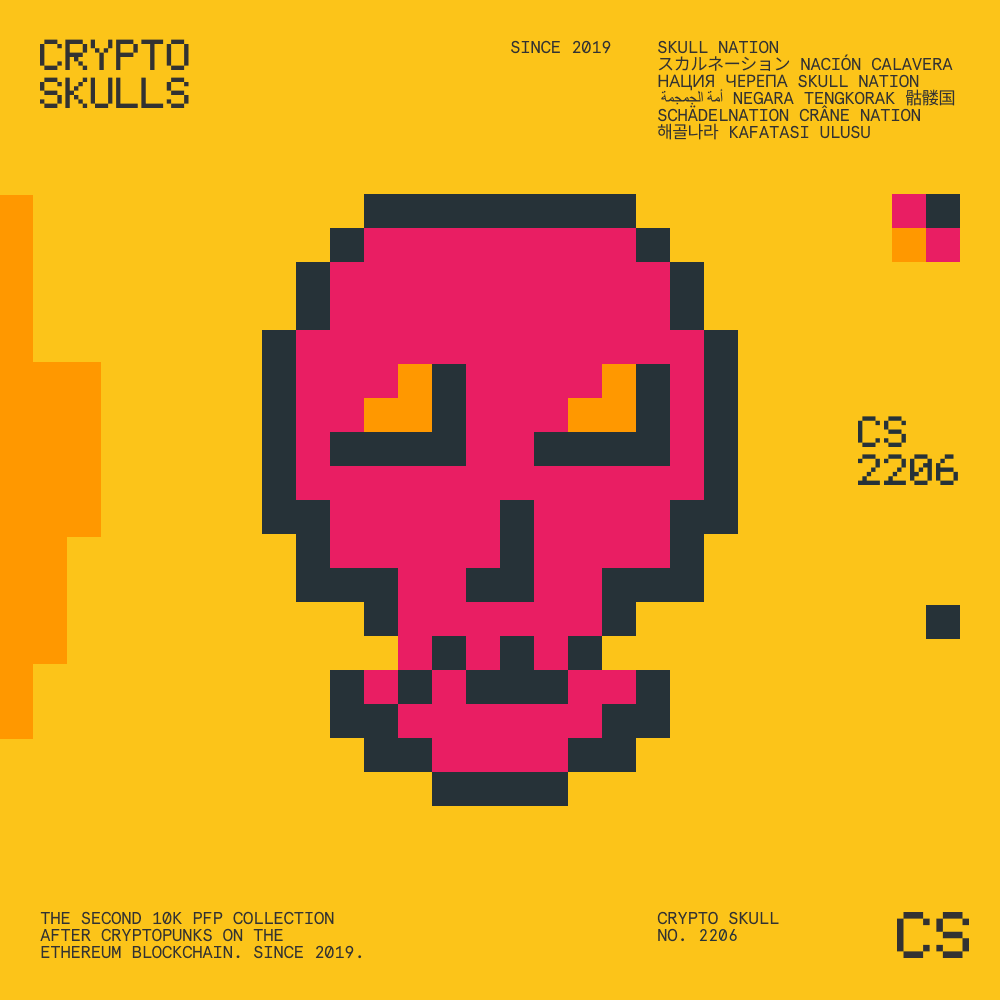 CRYPTO
SKULLS
SINCE 2019
SKULL NATION
スカルネーション NACIÓN CALAVERA
НАЦИЯ ЧЕРЕПА SKULL NATION
أمة الجمجمة NEGARA TENGKORAK 骷髅国
SCHÄDELNATION CRÂNE NATION
해골나라 KAFATASI ULUSU
CS
2206
THE SECOND 10K PFP COLLECTION
AFTER CRYPTOPUNKS ON THE
ETHEREUM BLOCKCHAIN. SINCE 2019.
CRYPTO SKULL
NO. 2206
CS